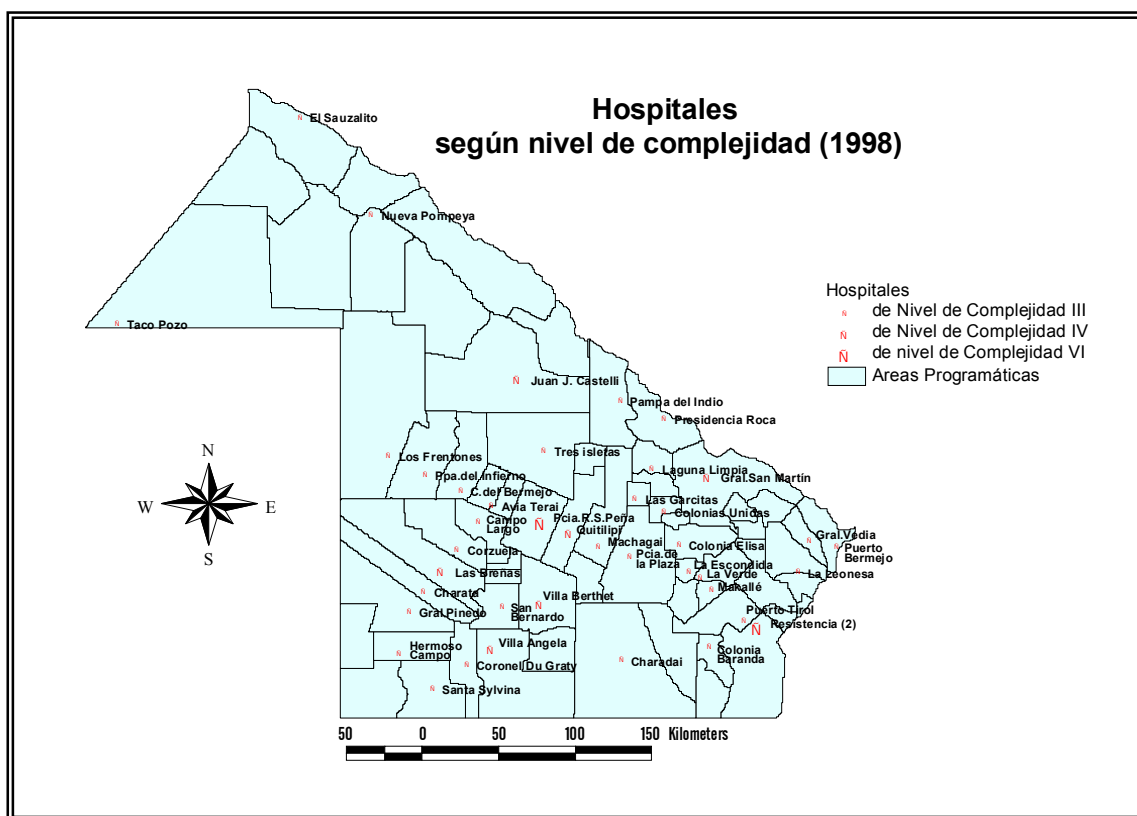 Hospitales
según nivel de complejidad (1998)
El Sauzalito
Nueva Pompeya
Taco Pozo
Hospitales
Ñ de Nivel de Complejidad III
Ñ de Nivel de Complejidad IV
Ñ de nivel de Complejidad VI
Areas Programáticas
Juan J. Castelli
Pampa del Indio
Presidencia Roca
Los Frentones
Tres isletas
Ppa.del Infierno
Laguna Limpia
Gral.San Martín
C.del Bermejo
Las Garcitas
Avia Terai
Colonias Unidas
Campo
Largo
Pcia.R.S.Peña
Quitilipi
Machagai
Gral.Vedia
Puerto
Bermejo
Corzuela
Pcia.de
la Plaza
Colonia Elisa
La Escondida
La Verde
La Leonesa
Las Breñas
Makallé
Charata
Villa Berthet
San
Bernardo
Gral.Pinedo
Puerto Tirol
Resistencia (2)
Hermoso
Campo
Villa Angela
Coronel Du Graty
Charadai
Colonia
Baranda
Santa Sylvina
N
W
E
S
50 0 50 100 150 Kilometers